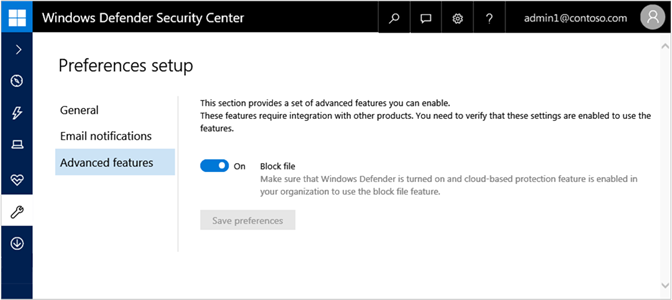 Windows Defender Security Center
?
admin1@contoso.com
Preferences setup
General
Email notifications
Advanced features
This section provides a set of advanced features you can enable.
These features require integration with other products. You need to verify that these settings are enabled to use the
features.
On
Block file
Make sure that Windows Defender is turned on and cloud-based protection feature is enabled in
your organization to use the block file feature.
Save preferences